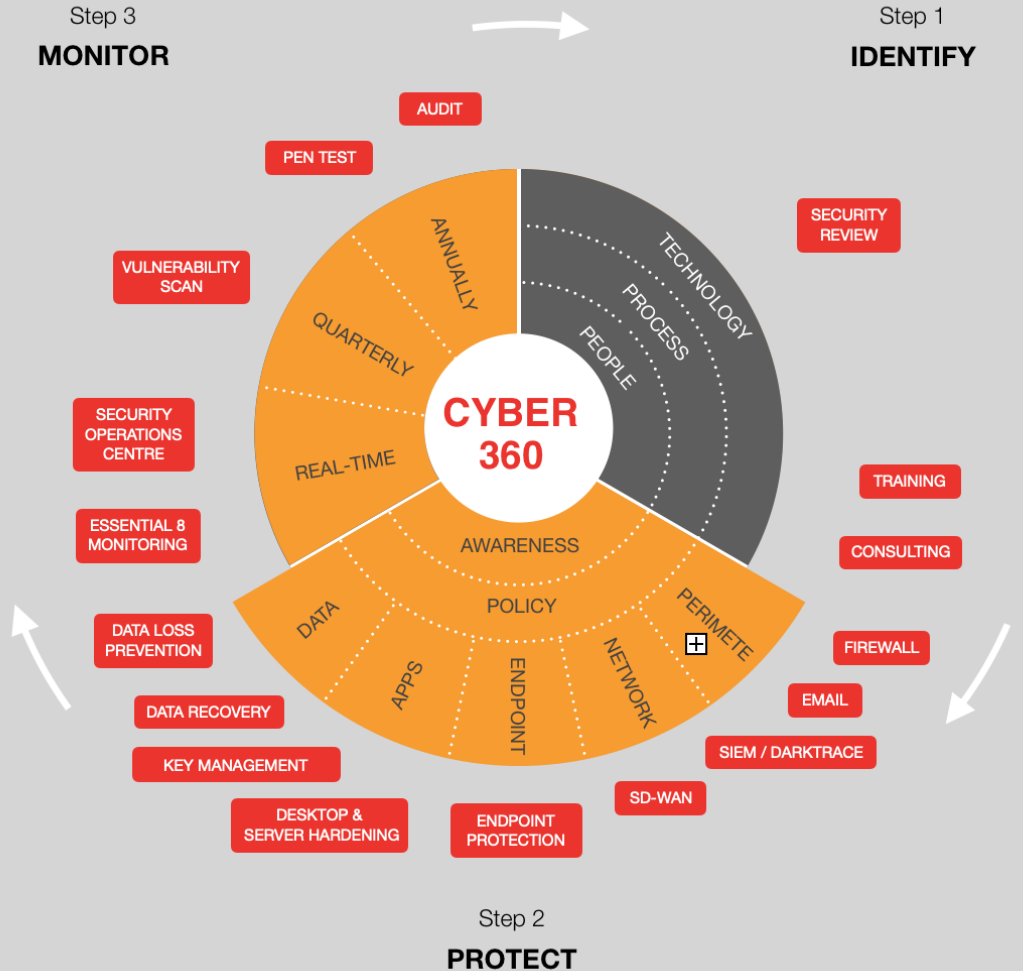 Step 3
MONITOR
Step 1
IDENTIFY
AUDIT
PEN TEST
SECURITY
REVIEW
VULNERABILITY
SCAN
ANNUALLY
QUARTERLY
REAL-TIME
TECHNOLOGY
PROCESS
PEOPLE
CYBER
360
SECURITY
OPERATIONS
CENTRE
ESSENTIAL 8
MONITORING
TRAINING
CONSULTING
AWARENESS
POLICY
DATA
APPS
ENDPOINT
NETWORK
PERIMETE
DATA LOSS
PREVENTION
FIREWALL
DATA RECOVERY
EMAIL
KEY MANAGEMENT
SIEM / DARKTRACE
DESKTOP &
SERVER HARDENING
ENDPOINT
PROTECTION
SD-WAN
Step 2
PROTECT